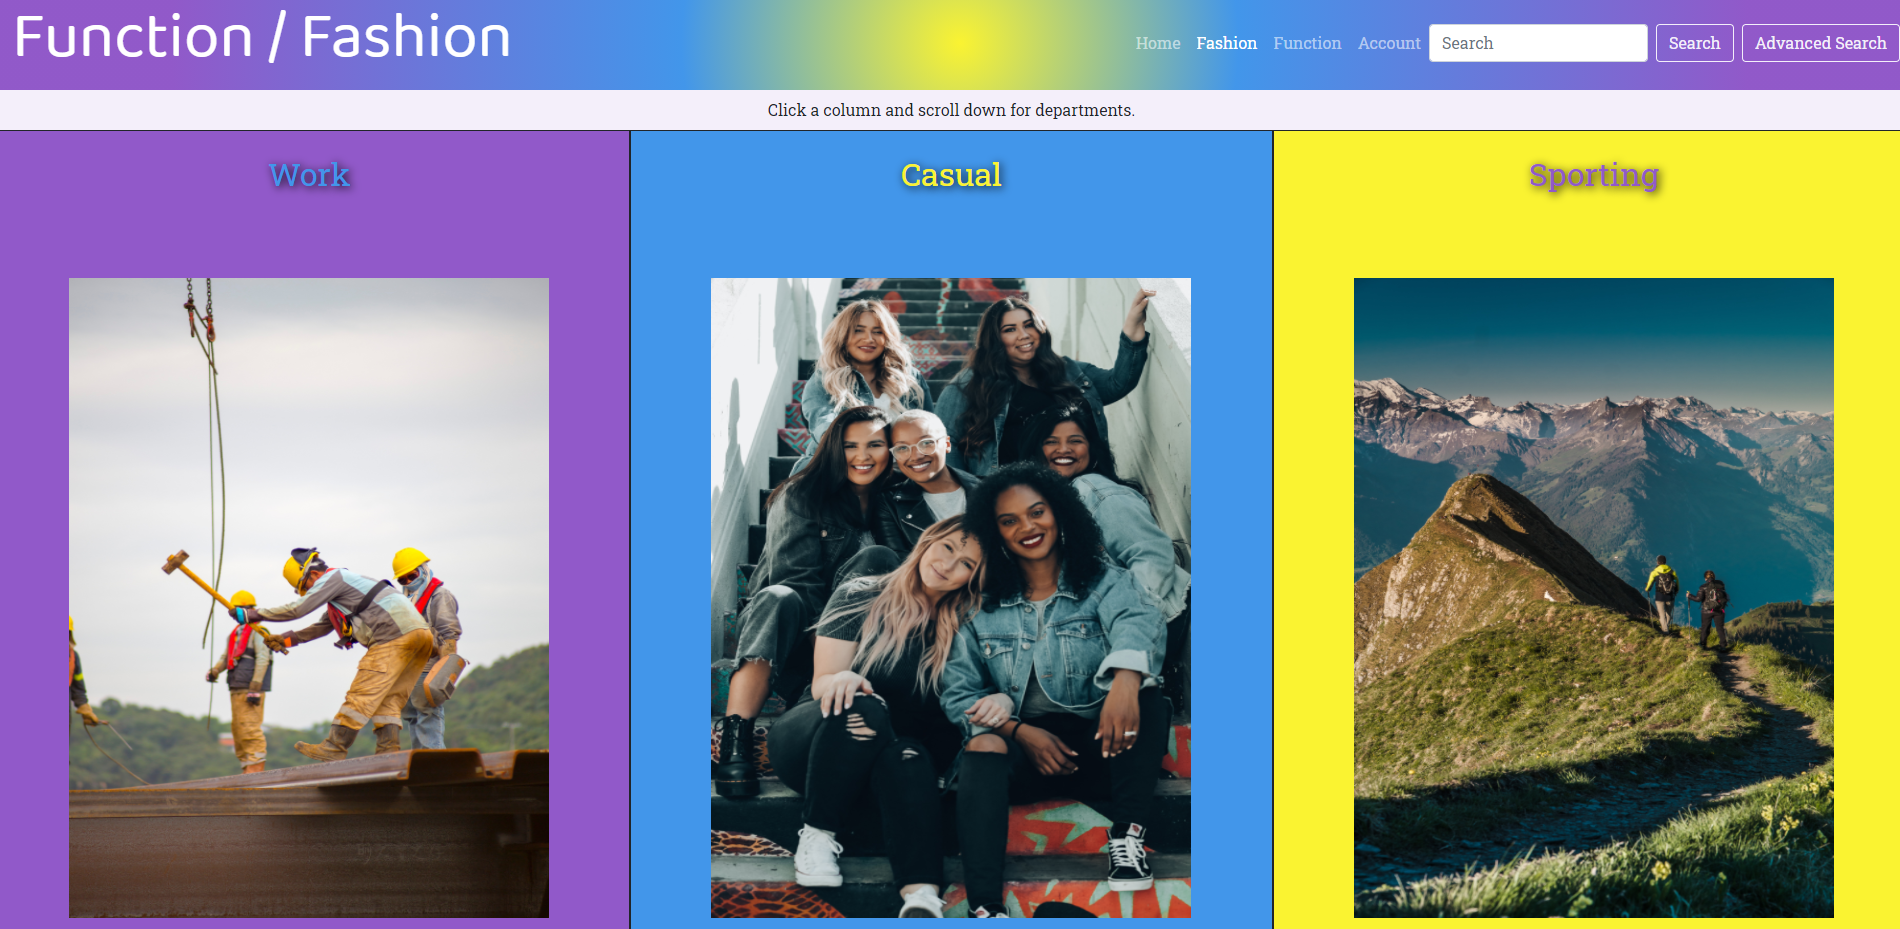 Function / Fashion
Home Fashion Function Account Search Search Advanced Search
Click a column and scroll down for departments.
Work Casual Sporting